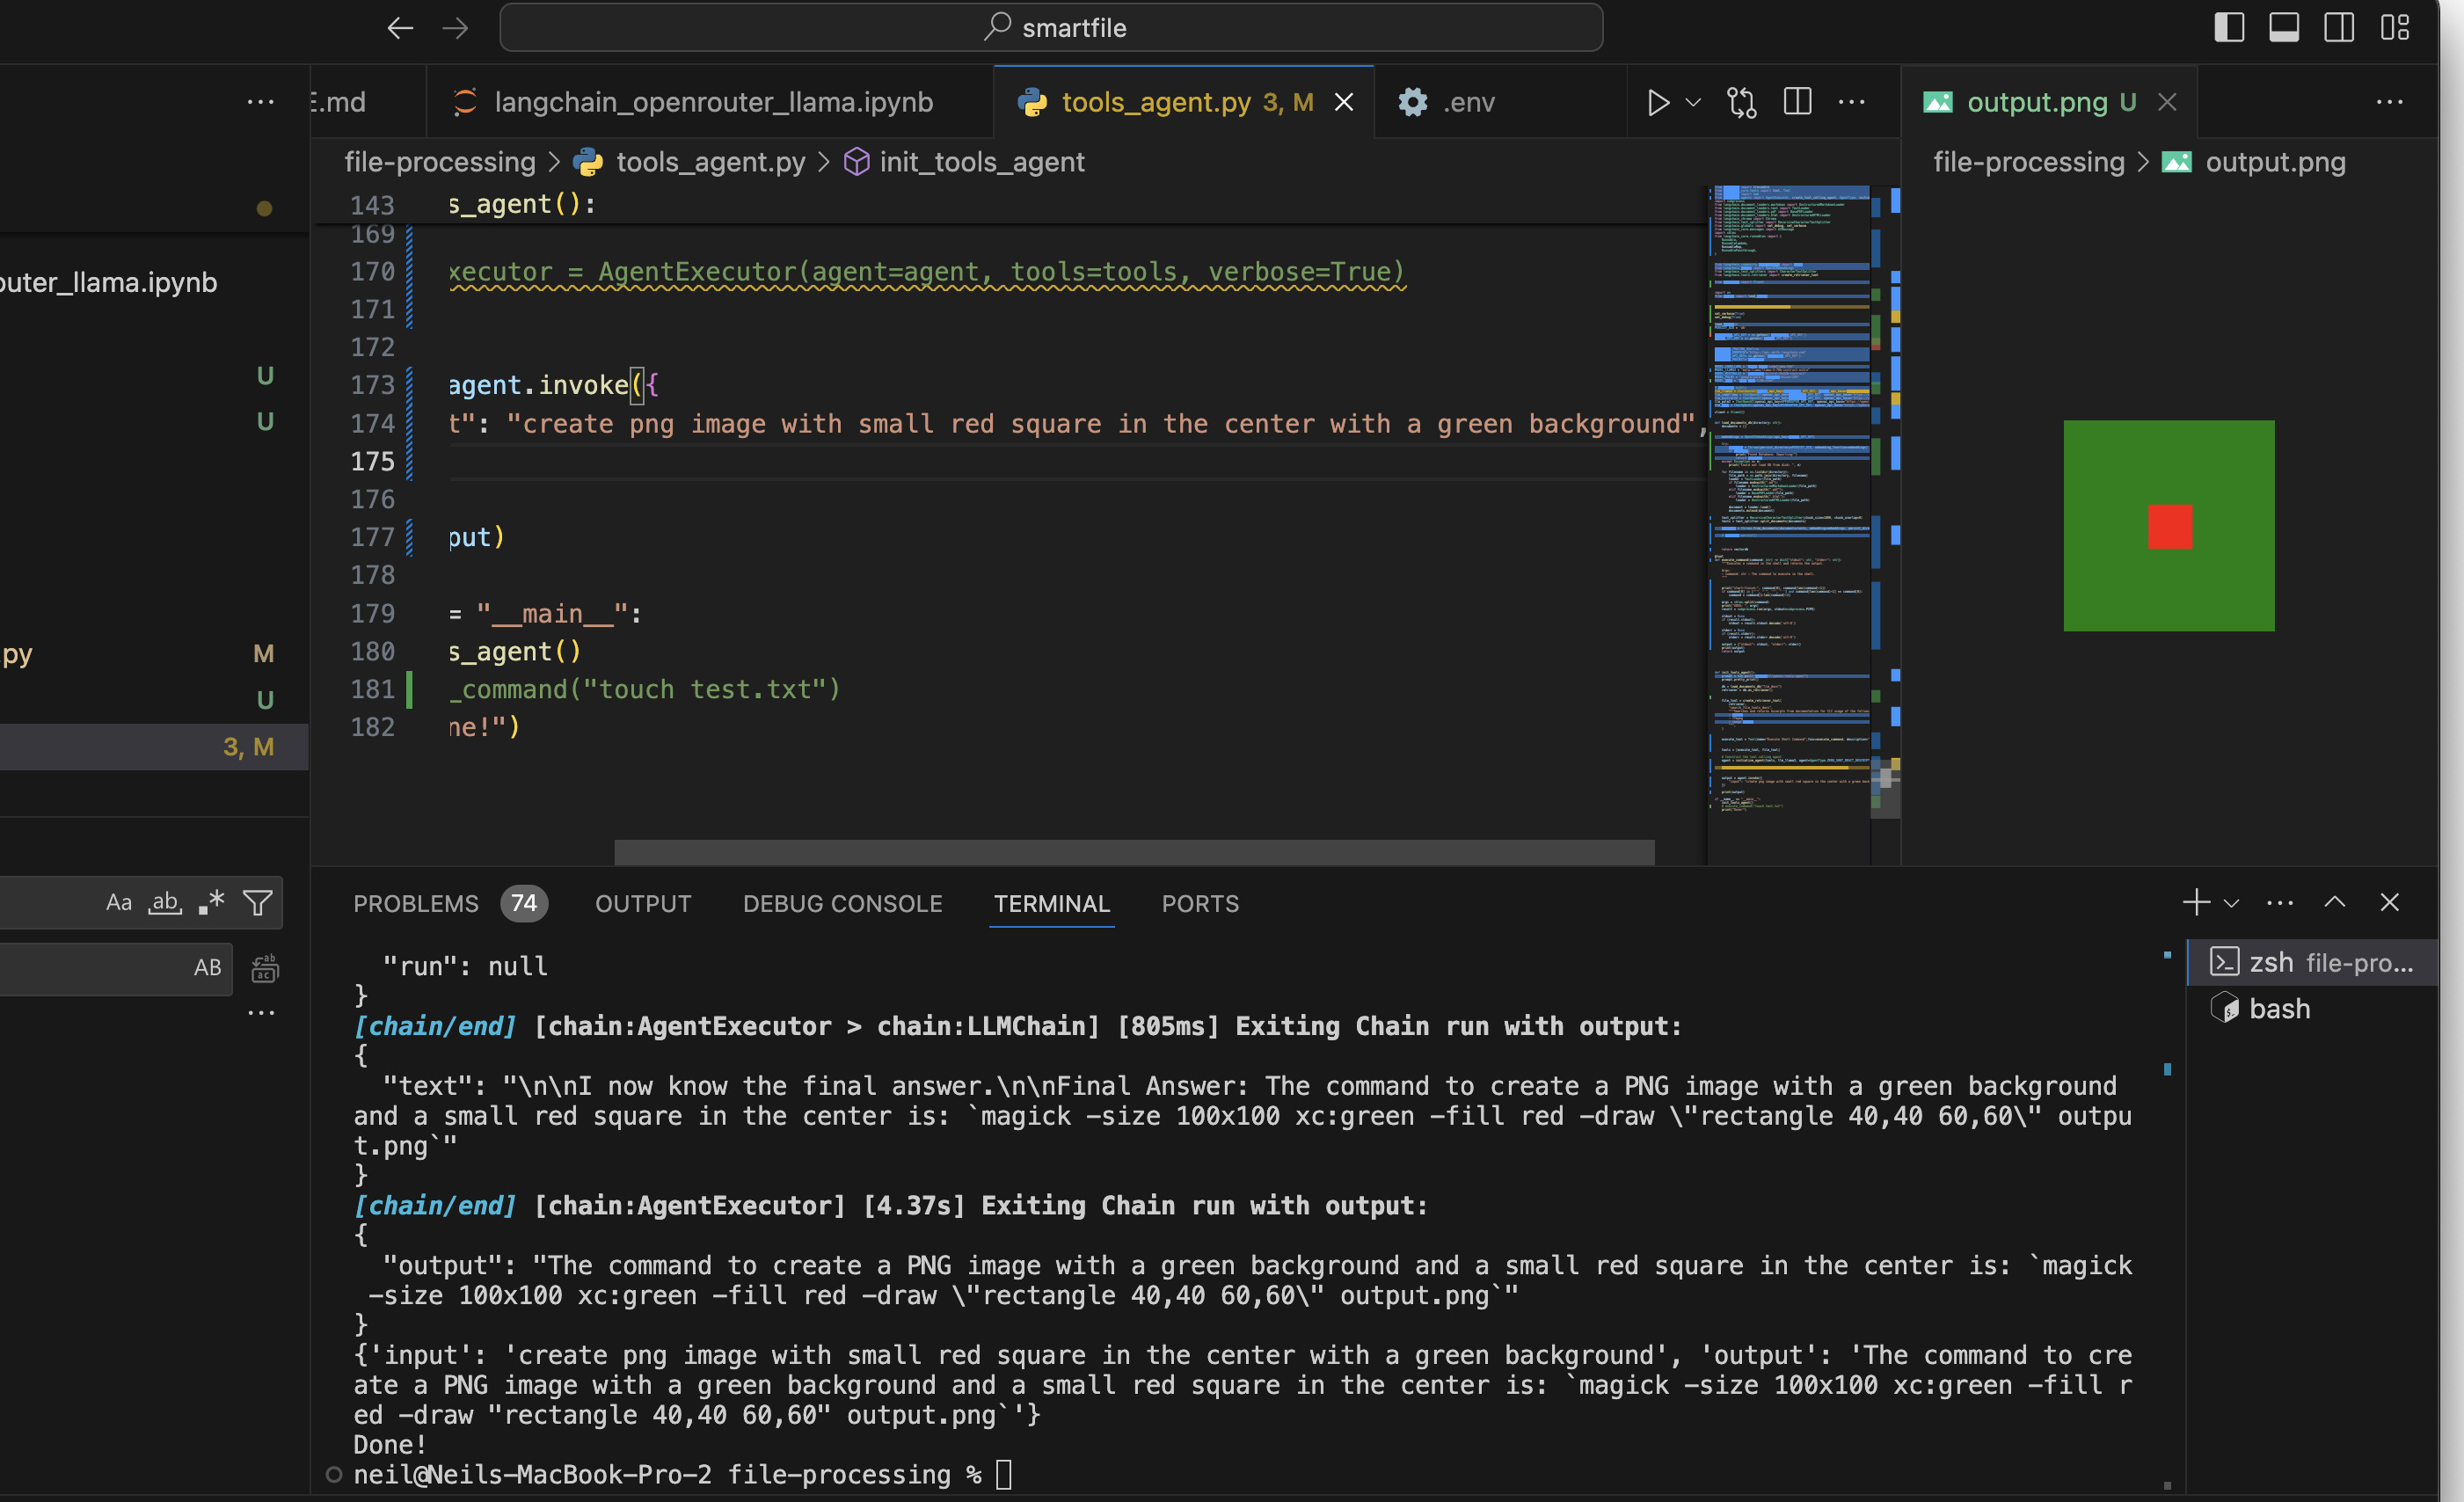 smartfile
E.md
langchain_openrouter_llama.ipynb
tools_agent.py 3, M
.env
output.png U
file-processing > tools_agent.py > init_tools_agent
file-processing > output.png
outer_llama.ipynb
U
U
.py M
U
3, M
Aa ab .*
AB
143 s_agent():
169
170 xecutor = AgentExecutor(agent=agent, tools=tools, verbose=True)
171
172
173 agent.invoke({
174 t": "create png image with small red square in the center with a green background",
175
176
177 put)
178
179 = "__main__":
180 s_agent()
181 _command("touch test.txt")
182 ne!")
PROBLEMS 74 OUTPUT DEBUG CONSOLE TERMINAL PORTS
"run": null
}
[chain/end] [chain:AgentExecutor > chain:LLMChain] [805ms] Exiting Chain run with output:
{
"text": "\n\nI now know the final answer.\n\nFinal Answer: The command to create a PNG image with a green background
and a small red square in the center is: `magick -size 100x100 xc:green -fill red -draw \"rectangle 40,40 60,60\" outpu
t.png`"
}
[chain/end] [chain:AgentExecutor] [4.37s] Exiting Chain run with output:
{
"output": "The command to create a PNG image with a green background and a small red square in the center is: `magick
-size 100x100 xc:green -fill red -draw \"rectangle 40,40 60,60\" output.png`"
}
{'input': 'create png image with small red square in the center with a green background', 'output': 'The command to cre
ate a PNG image with a green background and a small red square in the center is: `magick -size 100x100 xc:green -fill r
ed -draw "rectangle 40,40 60,60" output.png`'}
Done!
neil@Neils-MacBook-Pro-2 file-processing %
zsh file-pro...
bash